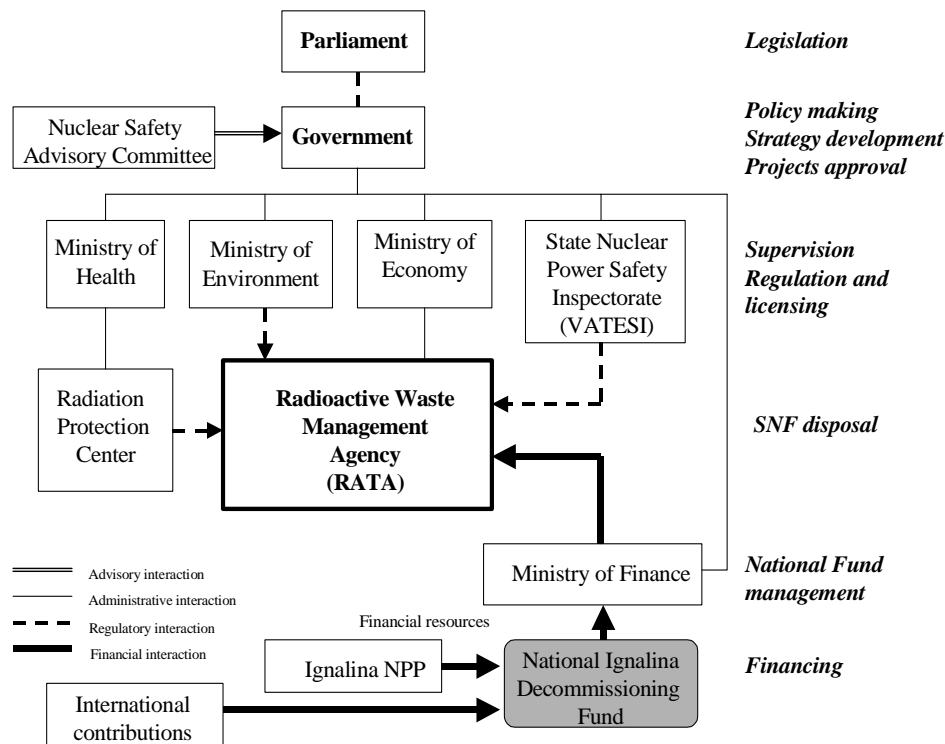 Parliament
Legislation
Nuclear Safety
Advisory Committee
Government
Policy making
Strategy development
Projects approval
Ministry of
Health
Ministry of
Environment
Ministry of
Economy
State Nuclear
Power Safety
Inspectorate
(VATESI)
Supervision
Regulation and
licensing
Radiation
Protection
Center
Radioactive Waste
Management
Agency
(RATA)
SNF disposal
Ministry of Finance
National Fund
management
Advisory interaction
Administrative interaction
Regulatory interaction
Financial interaction
Financial resources
Ignalina NPP
National Ignalina
Decommissioning
Fund
Financing
International
contributions